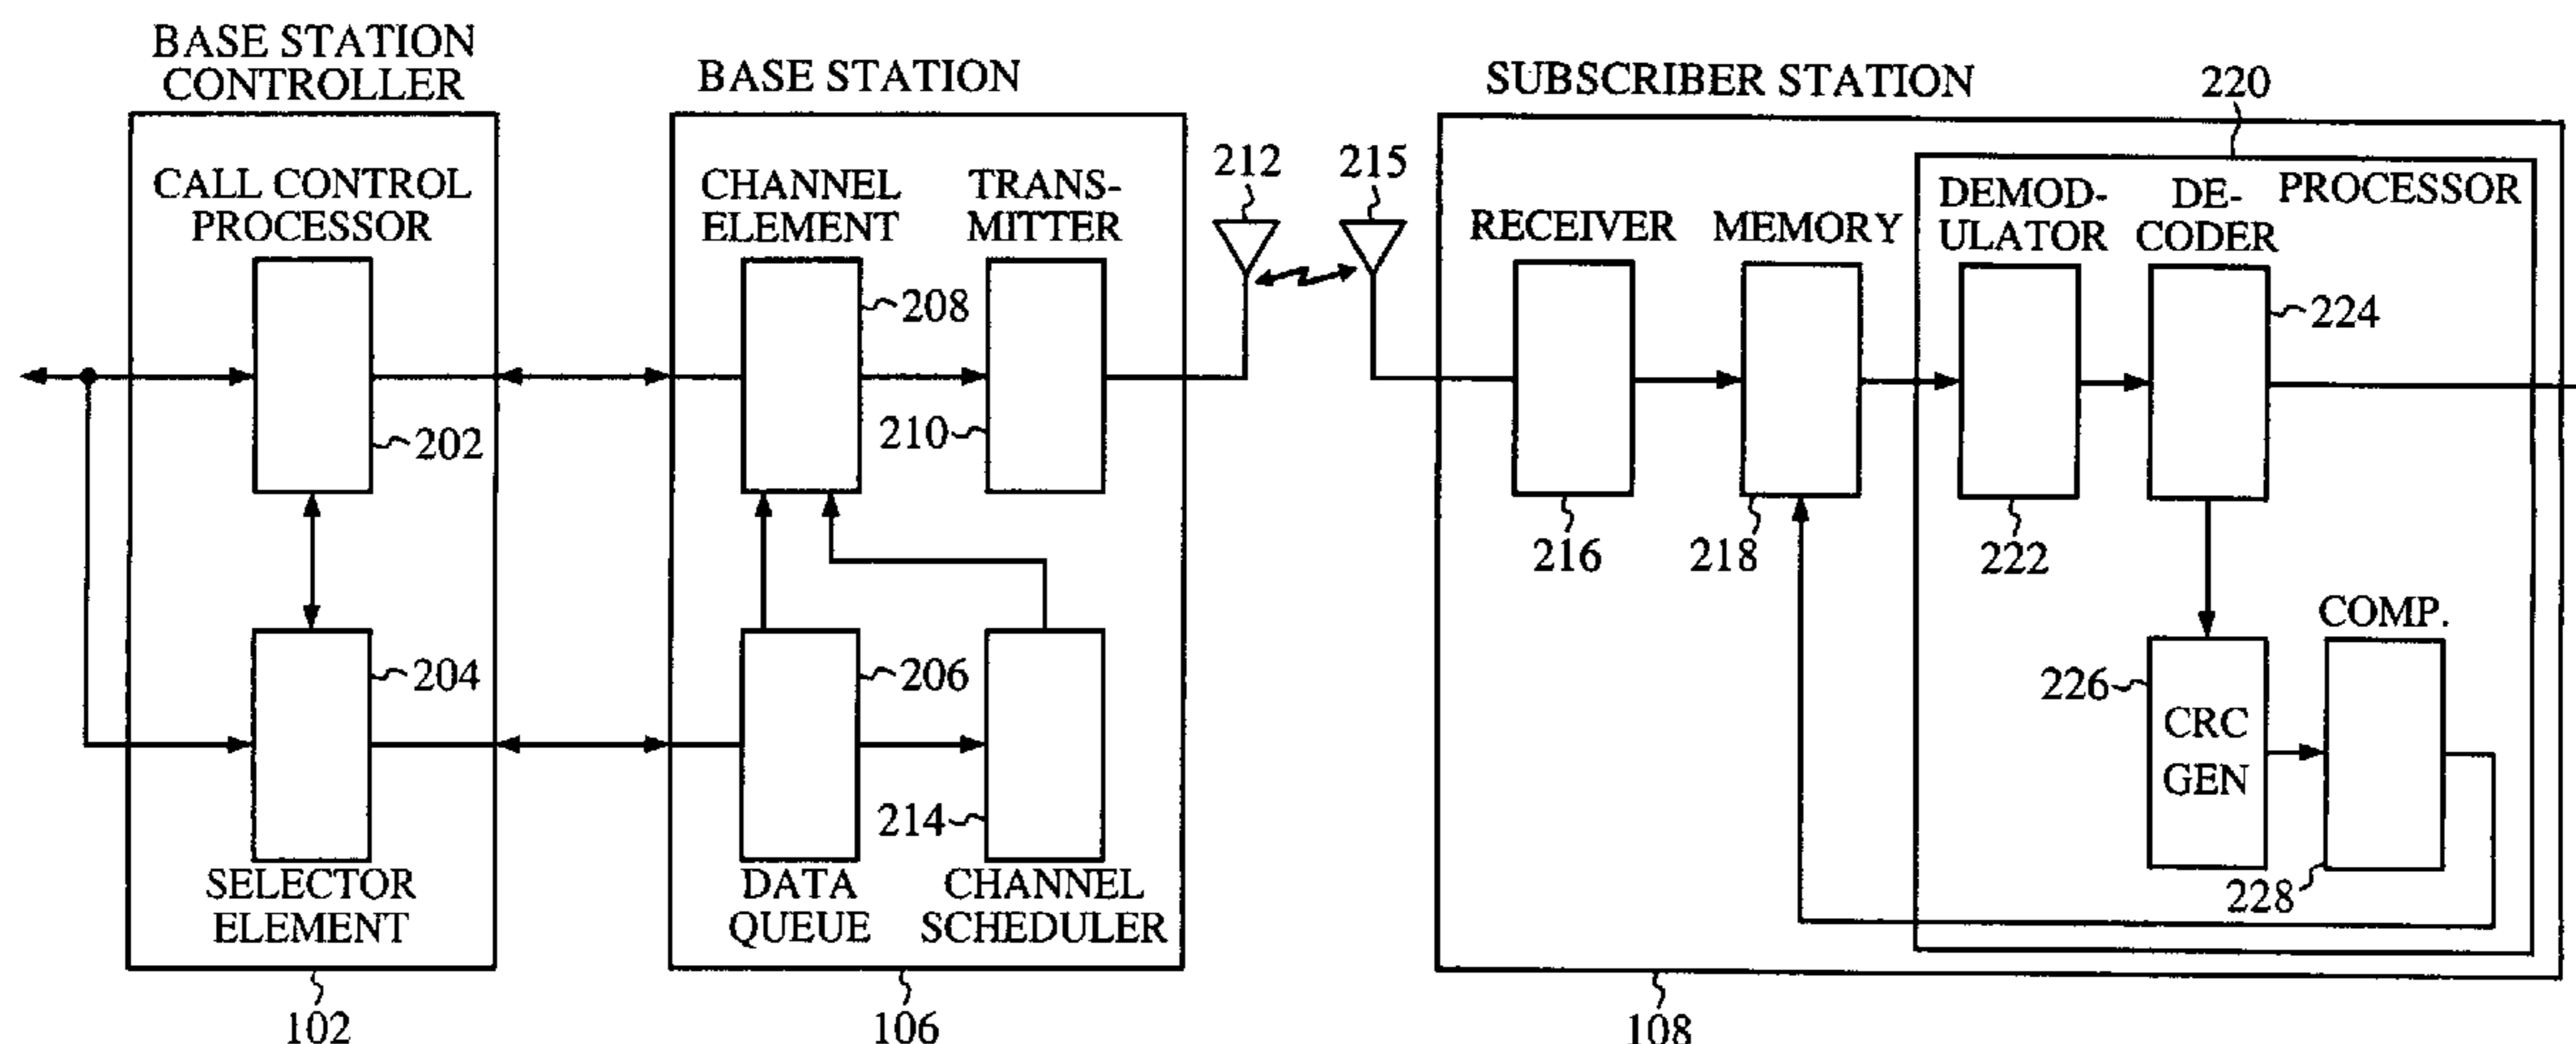 BASE STATION
CONTROLLER
BASE STATION
SUBSCRIBER STATION
220
CALL CONTROL
PROCESSOR
CHANNEL
ELEMENT
TRANS-
MITTER
212
215
RECEIVER
MEMORY
DEMOD-
ULATOR
DE-
CODER
PROCESSOR
208
224
202
210
216
218
222
204
206
214
226
CRC
GEN
COMP.
228
SELECTOR
ELEMENT
DATA
QUEUE
CHANNEL
SCHEDULER
102
106
108